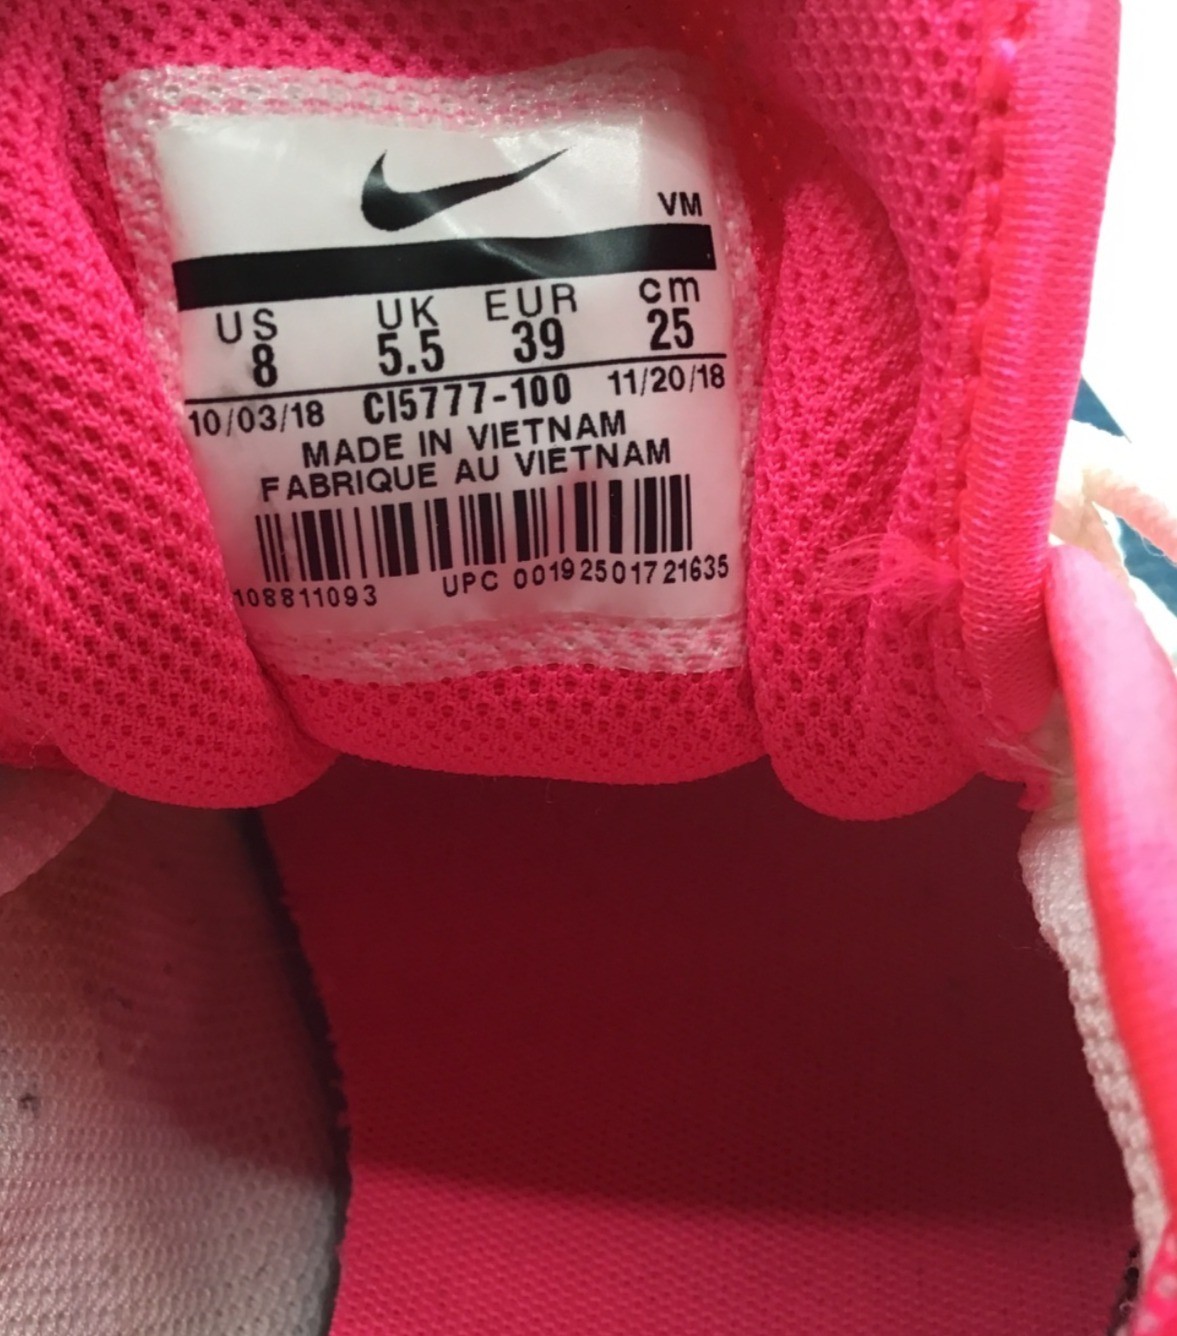 VM
US UK EUR cm
8 5.5 39 25
10/03/18 CI5777-100 11/20/18
MADE IN VIETNAM
FABRIQUE AU VIETNAM
108811093 UPC 00192501721635